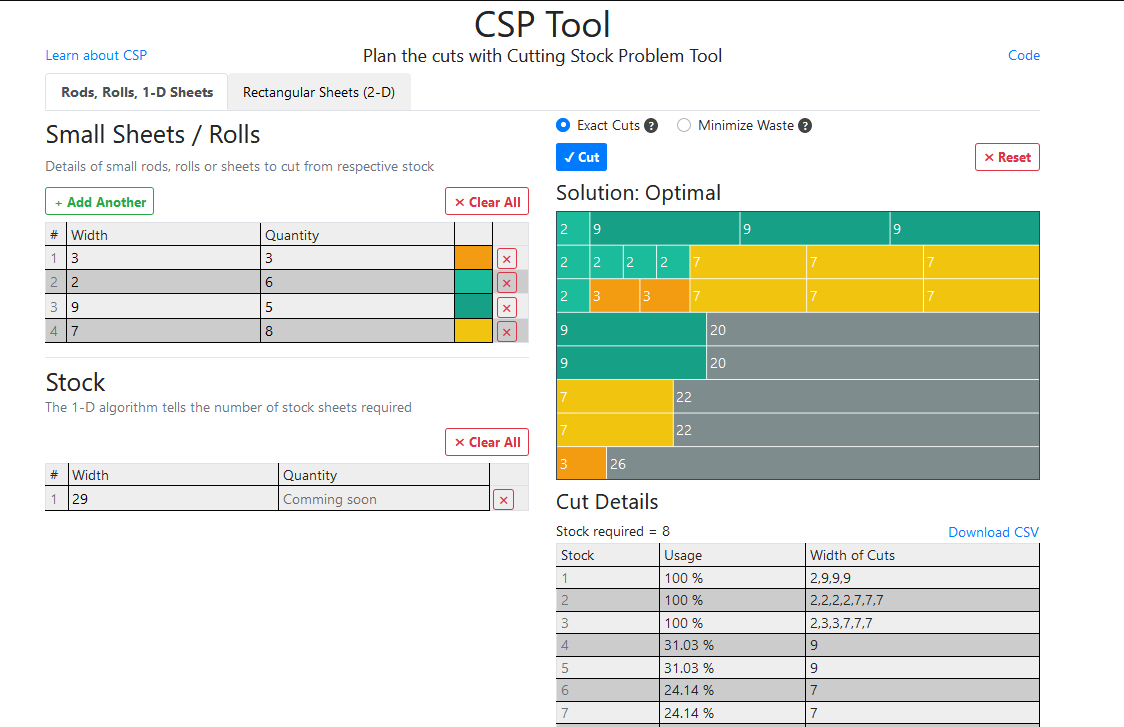 CSP Tool
Learn about CSP
Plan the cuts with Cutting Stock Problem Tool
Code
Rods, Rolls, 1-D Sheets
Rectangular Sheets (2-D)
Small Sheets / Rolls
Details of small rods, rolls or sheets to cut from respective stock
+ Add Another
× Clear All
# Width Quantity
1 3 3 ×
2 2 6 ×
3 9 5 ×
4 7 8 ×
Stock
The 1-D algorithm tells the number of stock sheets required
× Clear All
# Width Quantity
1 29 Comming soon ×
Exact Cuts ? Minimize Waste ?
✓ Cut
× Reset
Solution: Optimal
2 9 9 9
2 2 2 2 7 7 7
2 3 3 7 7 7
9 20
9 20
7 22
7 22
3 26
Cut Details
Stock required = 8
Download CSV
Stock Usage Width of Cuts
1 100 % 2,9,9,9
2 100 % 2,2,2,2,7,7,7
3 100 % 2,3,3,7,7,7
4 31.03 % 9
5 31.03 % 9
6 24.14 % 7
7 24.14 % 7